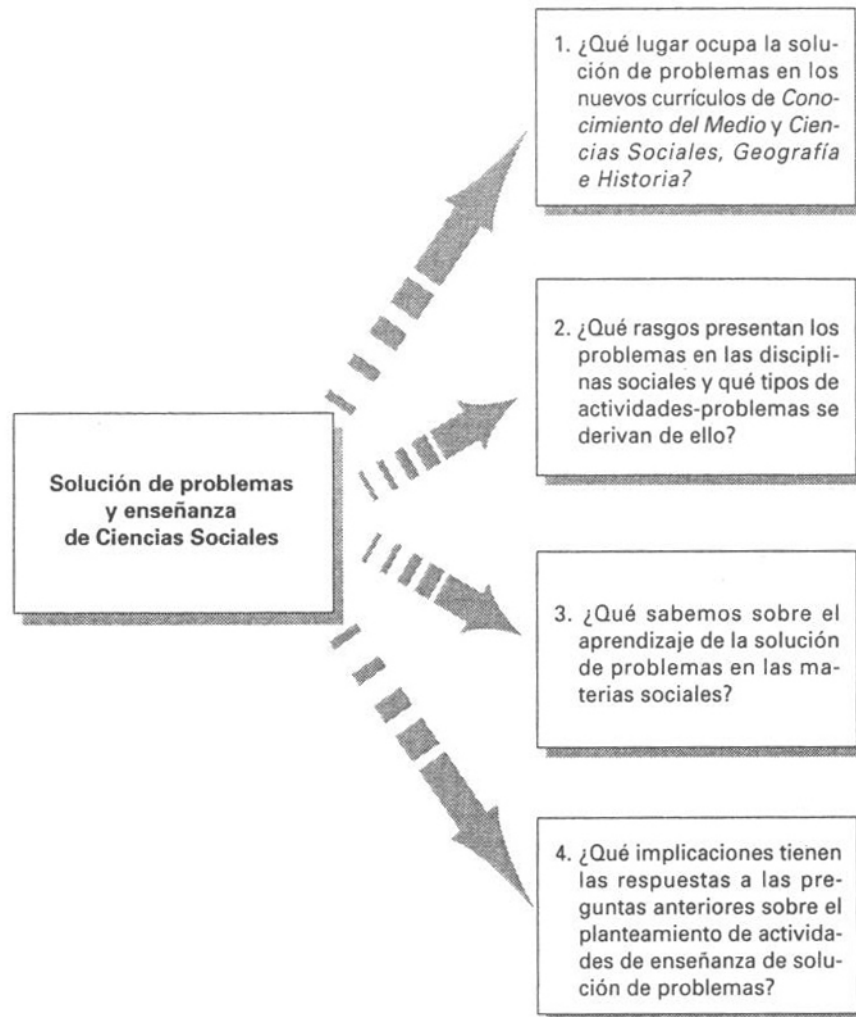 1. ¿Qué lugar ocupa la solu-
ción de problemas en los
nuevos currículos de Cono-
cimiento del Medio y Cien-
cias Sociales, Geografía
e Historia?
2. ¿Qué rasgos presentan los
problemas en las discipli-
nas sociales y qué tipos de
actividades-problemas se
derivan de ello?
Solución de problemas
y enseñanza
de Ciencias Sociales
3. ¿Qué sabemos sobre el
aprendizaje de la solución
de problemas en las ma-
terias sociales?
4. ¿Qué implicaciones tienen
las respuestas a las pre-
guntas anteriores sobre el
planteamiento de activida-
des de enseñanza de solu-
ción de problemas?